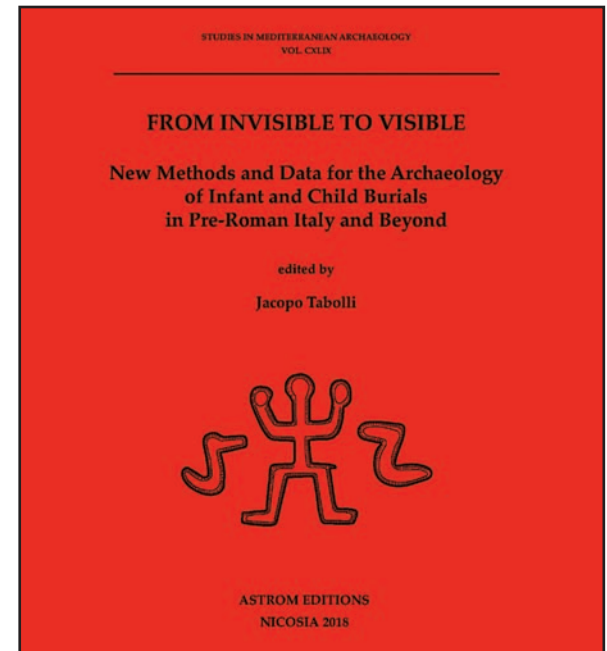 STUDIES IN MEDITERRANEAN ARCHAEOLOGY
VOL. CXLIX
FROM INVISIBLE TO VISIBLE
New Methods and Data for the Archaeology
of Infant and Child Burials
in Pre-Roman Italy and Beyond
edited by
Jacopo Tabolli
ASTROM EDITIONS
NICOSIA 2018